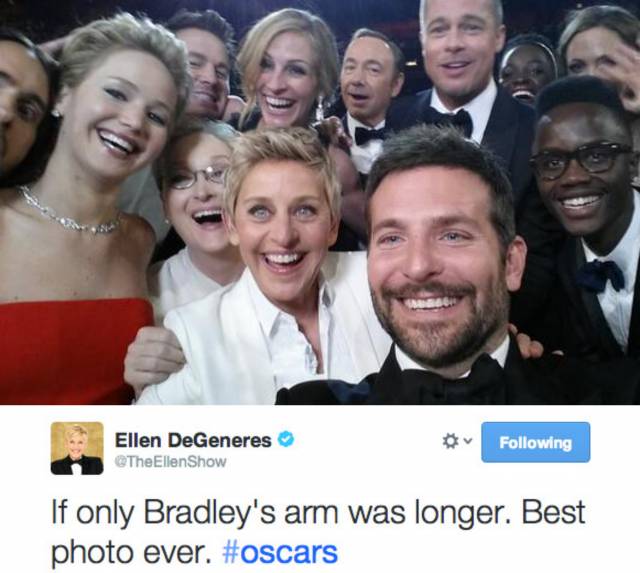 Ellen DeGeneres
@TheEllenShow
Following
If only Bradley's arm was longer. Best
photo ever. #oscars